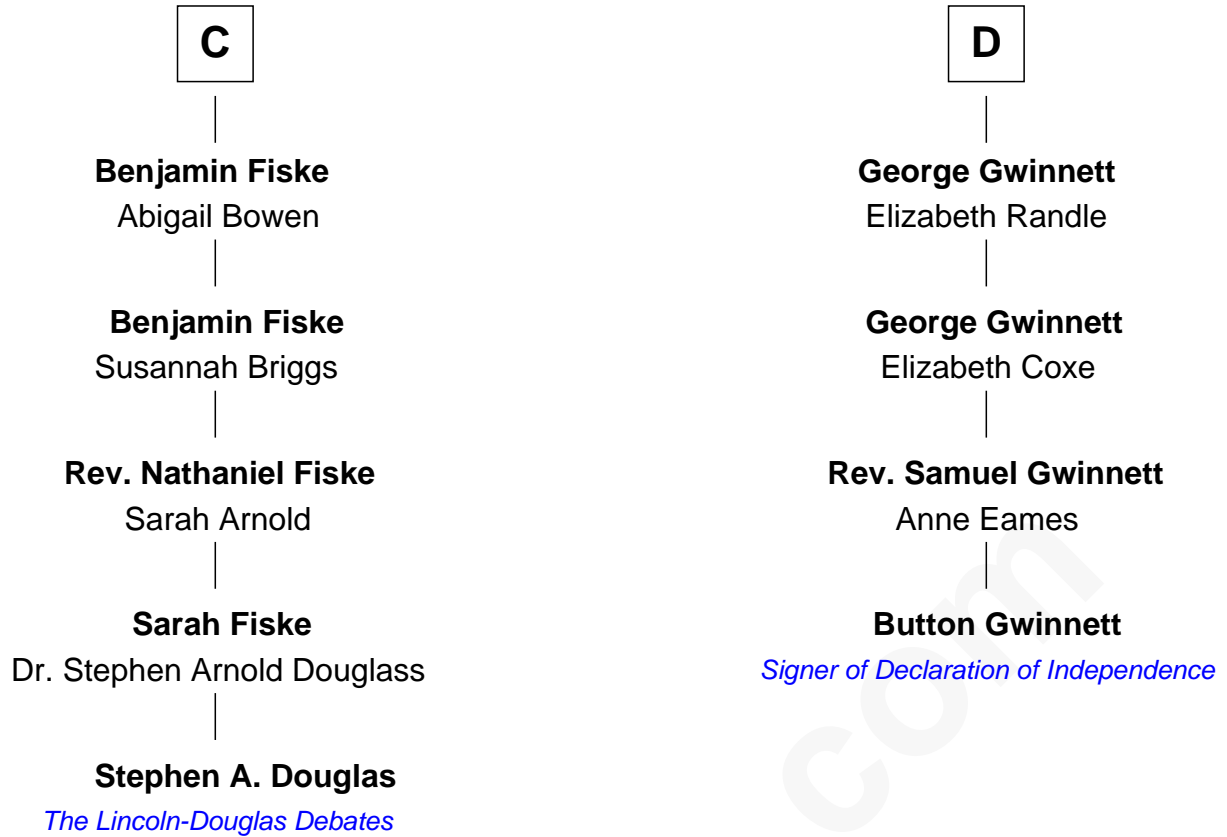 C
Benjamin Fiske
Abigail Bowen
Benjamin Fiske
Susannah Briggs
Rev. Nathaniel Fiske
Sarah Arnold
Sarah Fiske
Dr. Stephen Arnold Douglass
Stephen A. Douglas
The Lincoln-Douglas Debates
D
George Gwinnett
Elizabeth Randle
George Gwinnett
Elizabeth Coxe
Rev. Samuel Gwinnett
Anne Eames
Button Gwinnett
Signer of Declaration of Independence
com